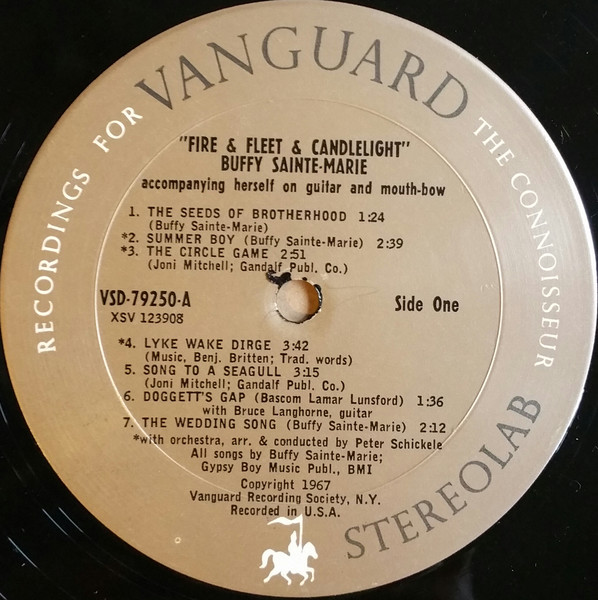 RECORDINGS FOR VANGUARD THE CONNOISSEUR
"FIRE & FLEET & CANDLELIGHT"
BUFFY SAINTE-MARIE
accompanying herself on guitar and mouth-bow
1. THE SEEDS OF BROTHERHOOD 1:24
(Buffy Sainte-Marie)
*2. SUMMER BOY (Buffy Sainte-Marie) 2:39
*3. THE CIRCLE GAME 2:51
(Joni Mitchell; Gandalf Publ. Co.)
VSD-79250-A
Side One
XSV 123908
*4. LYKE WAKE DIRGE 3:42
(Music, Benj. Britten; Trad. words)
5. SONG TO A SEAGULL 3:15
(Joni Mitchell; Gandalf Publ. Co.)
6. DOGGETT'S GAP (Bascom Lamar Lunsford) 1:36
with Bruce Langhorne, guitar
7. THE WEDDING SONG (Buffy Sainte-Marie) 2:12
*with orchestra, arr. & conducted by Peter Schickele
All songs by Buffy Sainte-Marie;
Gypsy Boy Music Publ., BMI
Copyright 1967
Vanguard Recording Society, N.Y.
Recorded in U.S.A.
STEREOLAB